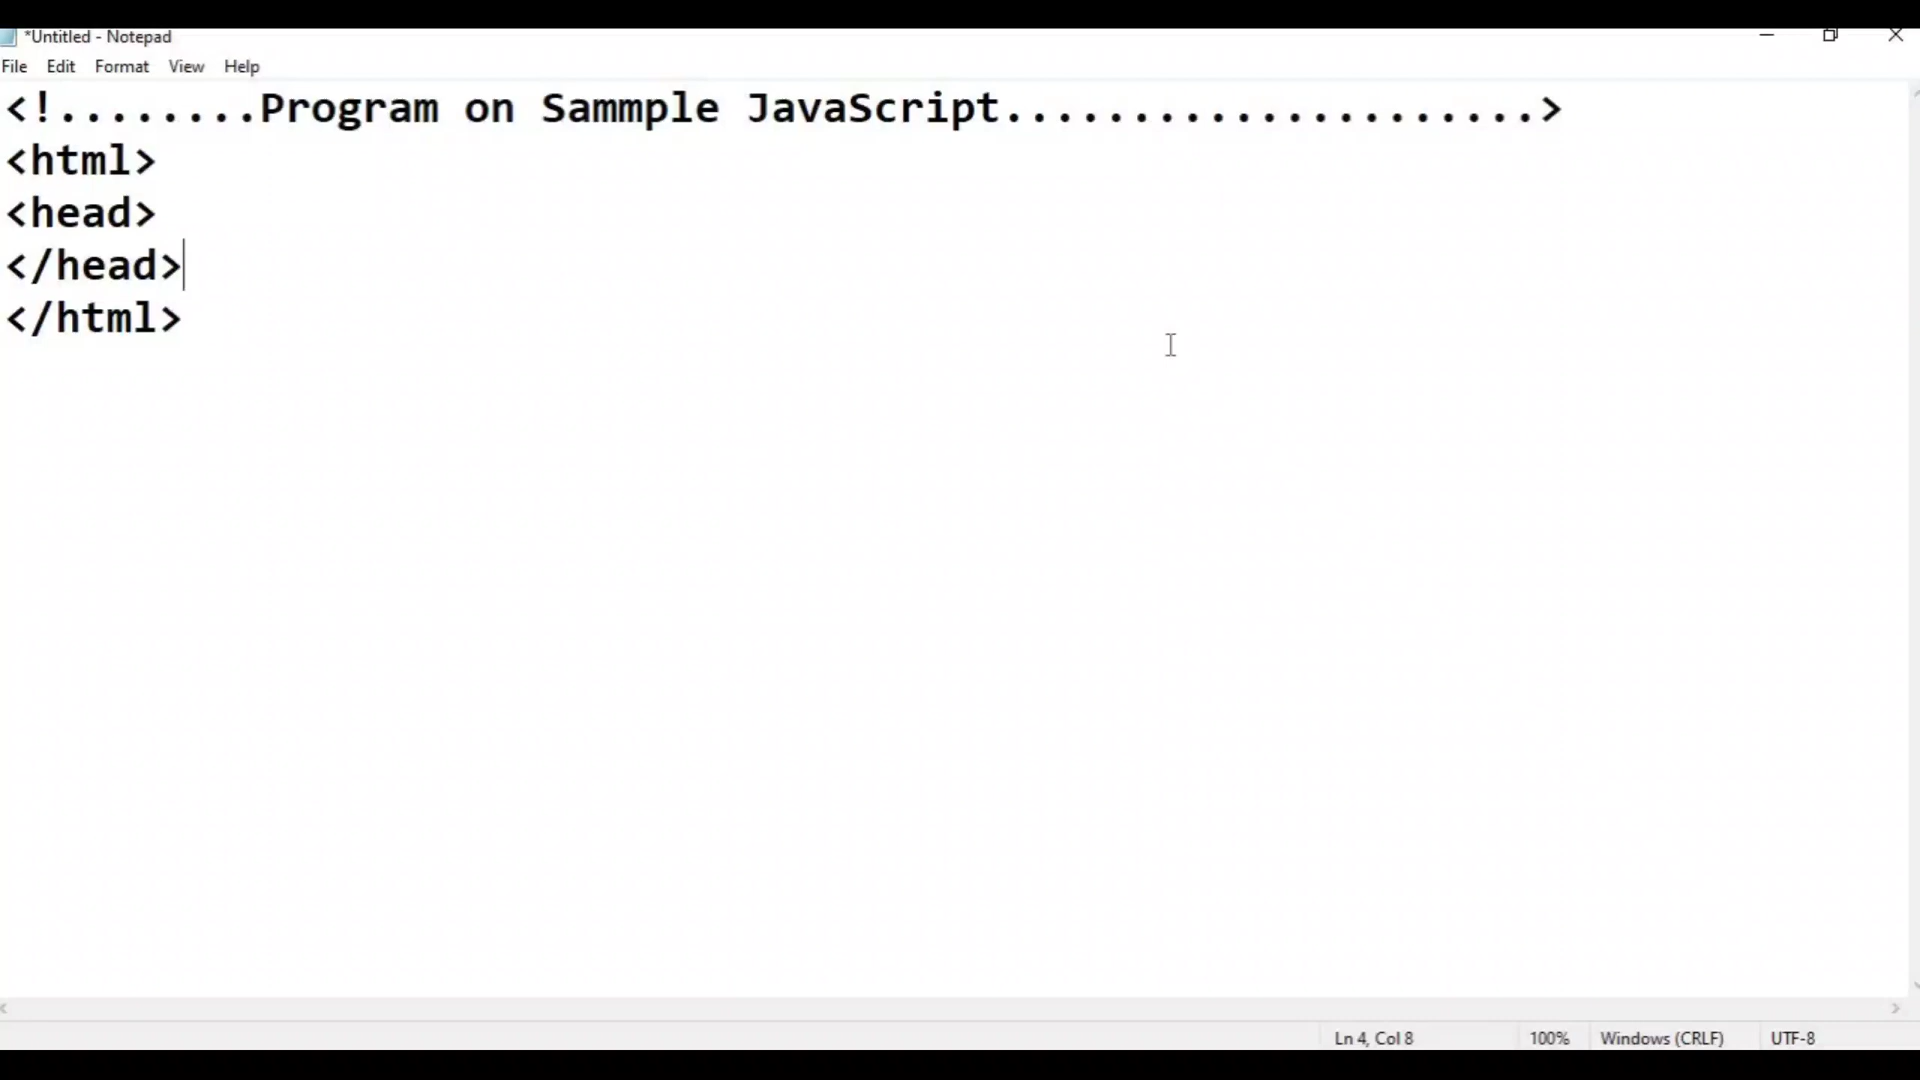 *Untitled - Notepad
File Edit Format View Help
<!........Program on Sammple JavaScript.....................>
<html>
<head>
</head>
</html>
Ln 4, Col 8 100% Windows (CRLF) UTF-8